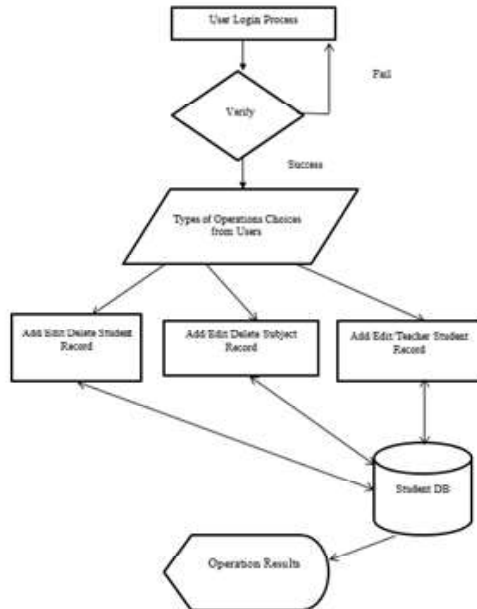 User Login Process
Fail
Verify
Success
Types of Operations Choices
from Users
Add/Edit/Delete Student
Record
Add/Edit/Delete Subject
Record
Add/Edit/Teacher Student
Record
Student DB
Operation Results